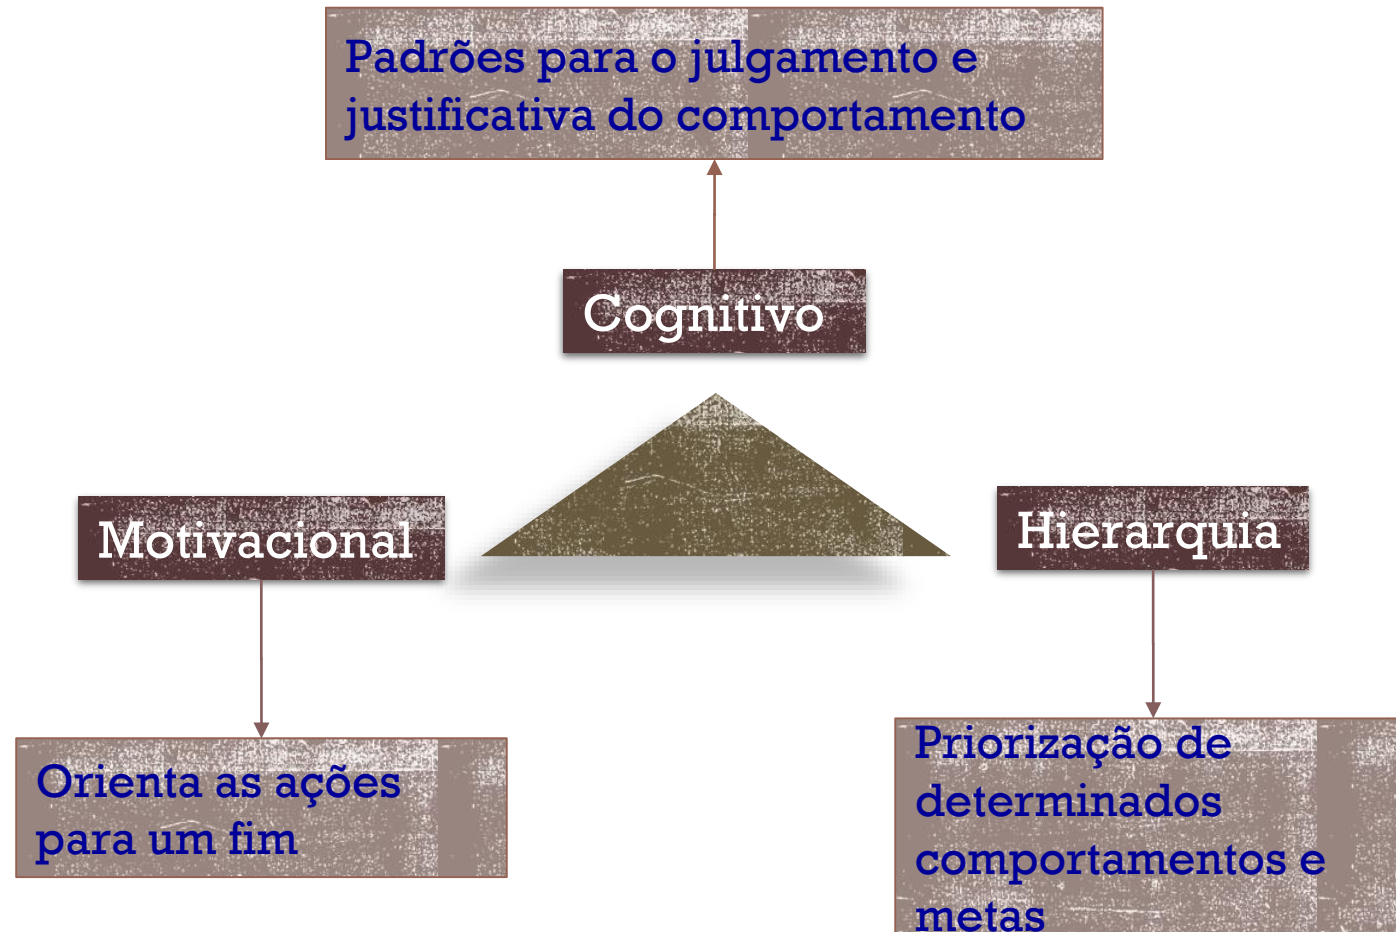 Padrões para o julgamento e
justificativa do comportamento
Cognitivo
Motivacional
Hierarquia
Orienta as ações
para um fim
Priorização de
determinados
comportamentos e
metas